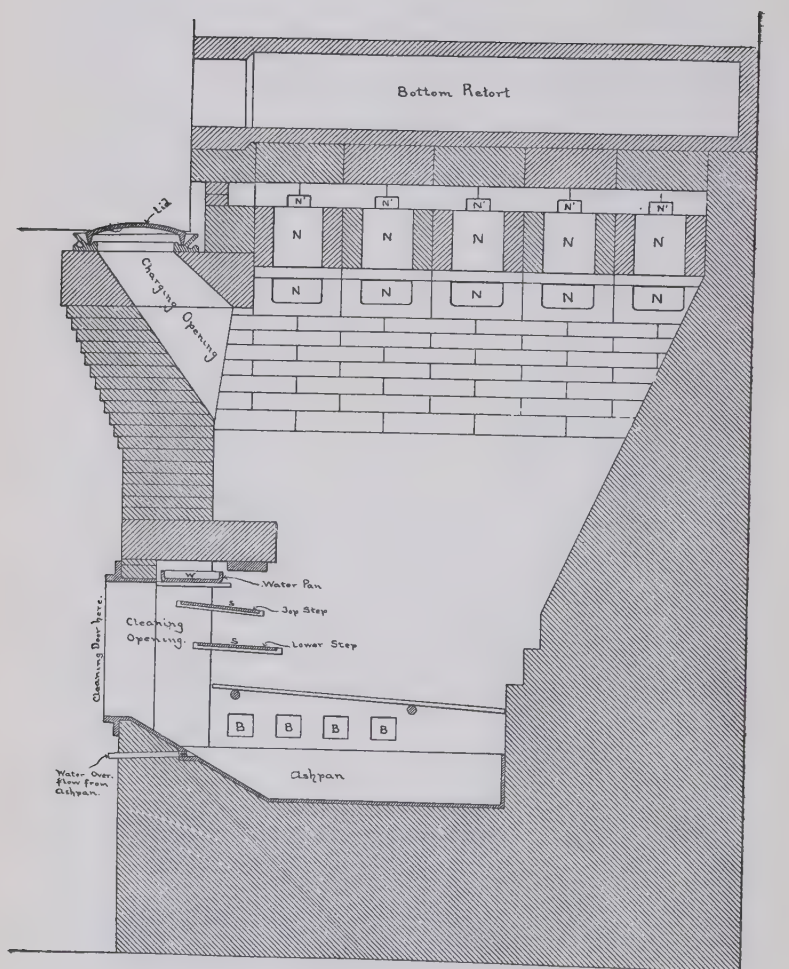 Bottom Retort
Lid
N' N' N' N' N'
N N N N N
N N N N N
Charging Opening
W
Water Pan
S
Top Step
Cleaning
Opening.
S
Lower Step
Cleaning Door here.
B B B B
Ashpan
Water Over.
flow from
Ashpan.